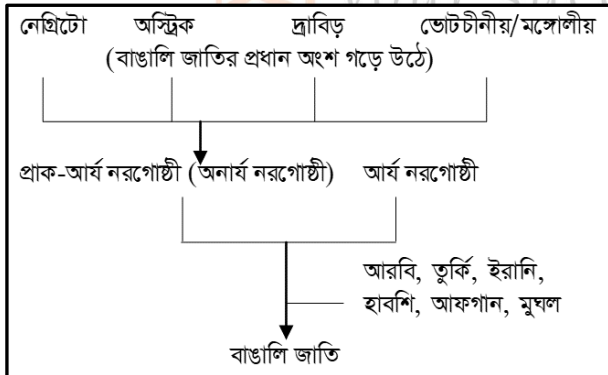 নেগ্রিটো অস্ট্রিক দ্রাবিড় ভোটচীনীয়/মঙ্গোলীয়
(বাঙালি জাতির প্রধান অংশ গড়ে উঠে)
প্রাক-আর্য নরগোষ্ঠী (অনার্য নরগোষ্ঠী) আর্য নরগোষ্ঠী
আরবি, তুর্কি, ইরানি,
হাবশি, আফগান, মুঘল
বাঙালি জাতি